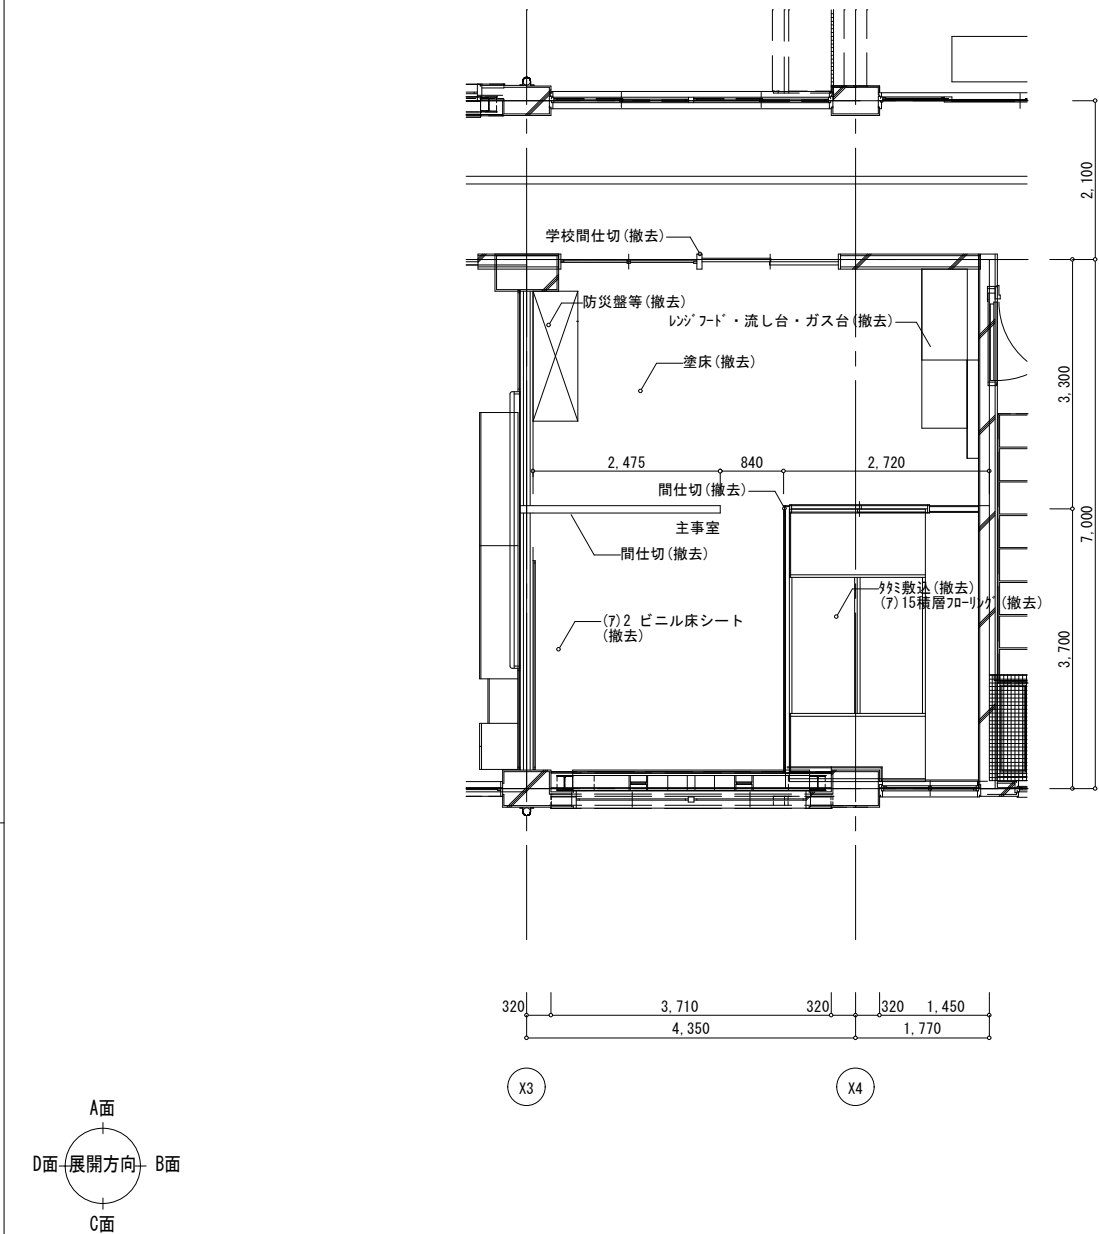 2,100
学校間仕切(撤去)
防災盤等(撤去)
ﾚﾝｼﾞﾌｰﾄﾞ・流し台・ガス台(撤去)
塗床(撤去)
3,300
2,475
840
2,720
間仕切(撤去)
主事室
7,000
間仕切(撤去)
ﾀﾀﾐ敷込(撤去)
(ｱ)15積層ﾌﾛｰﾘﾝｸﾞ(撤去)
(ｱ)2 ビニル床シート
(撤去)
3,700
320
3,710
320
320
1,450
4,350
1,770
X3
X4
A面
D面
展開方向
B面
C面